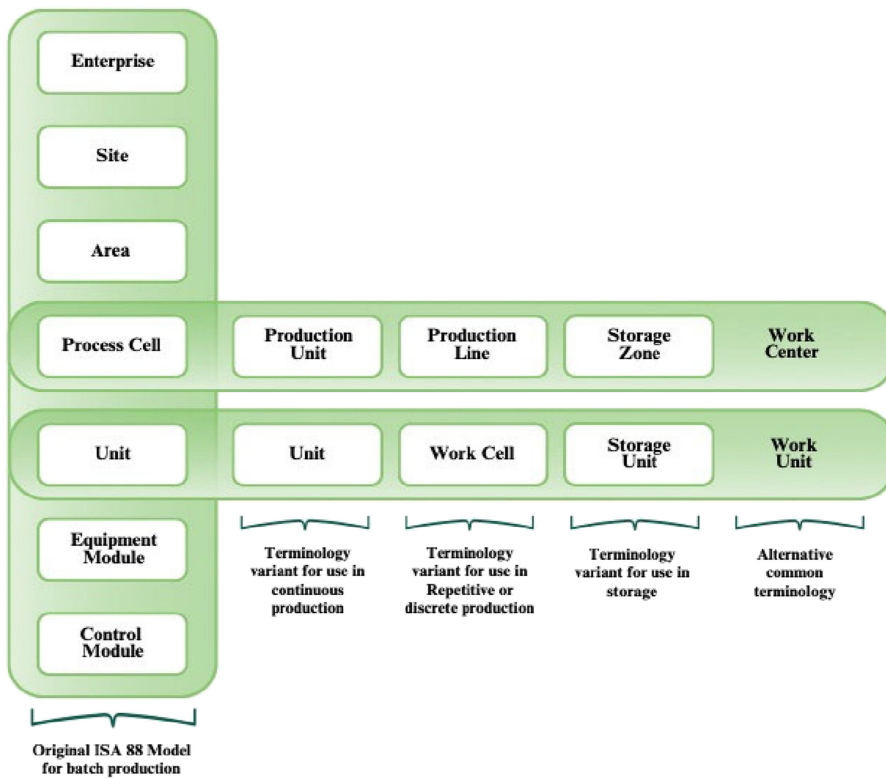 Enterprise
Site
Area
Process Cell
Production
Unit
Production
Line
Storage
Zone
Work
Center
Unit
Unit
Work Cell
Storage
Unit
Work
Unit
Equipment
Module
Control
Module
Terminology
variant for use in
continuous
production
Terminology
variant for use in
Repetitive or
discrete production
Terminology
variant for use in
storage
Alternative
common
terminology
Original ISA 88 Model
for batch production